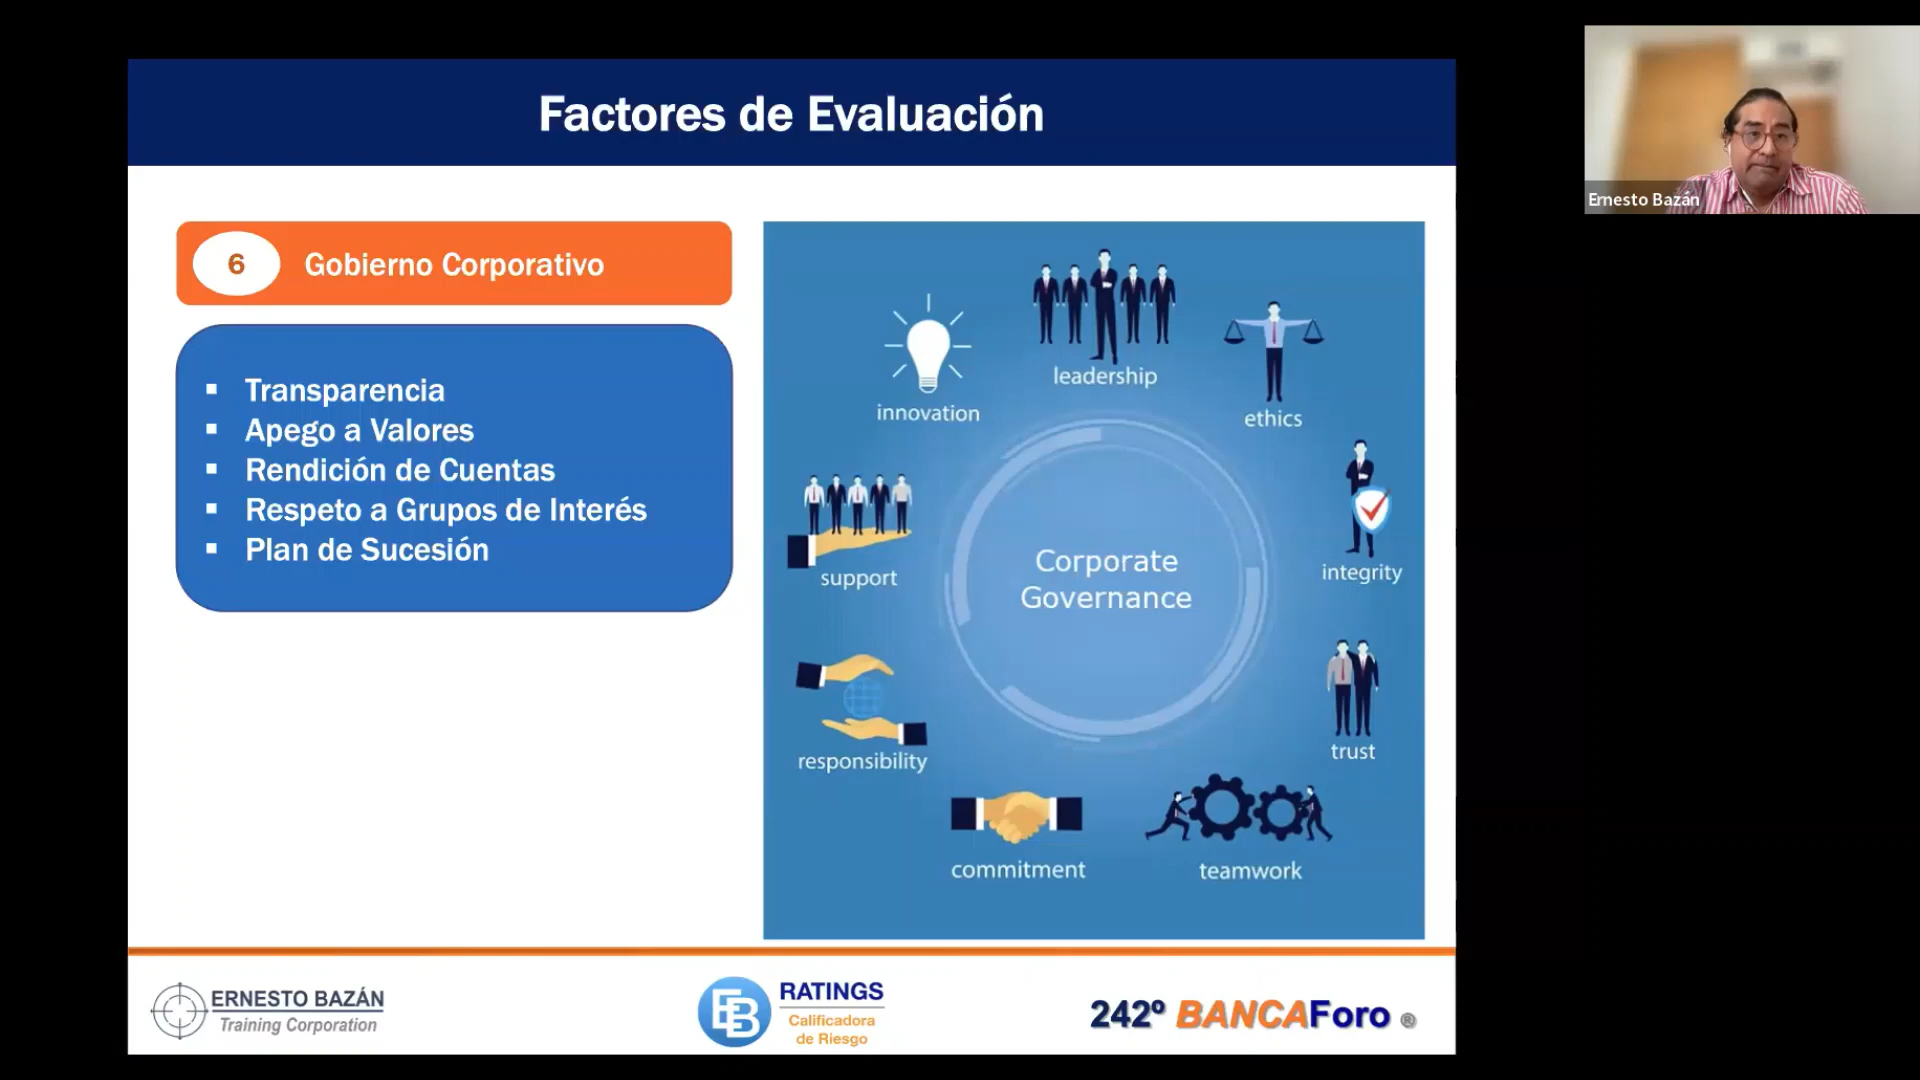 Factores de Evaluación
Ernesto Bazán
6 Gobierno Corporativo
▪ Transparencia
▪ Apego a Valores
▪ Rendición de Cuentas
▪ Respeto a Grupos de Interés
▪ Plan de Sucesión
leadership
innovation
ethics
support
integrity
Corporate
Governance
responsibility
trust
commitment
teamwork
ERNESTO BAZÁN
Training Corporation
EB
RATINGS
Calificadora
de Riesgo
242º BANCAForo ®